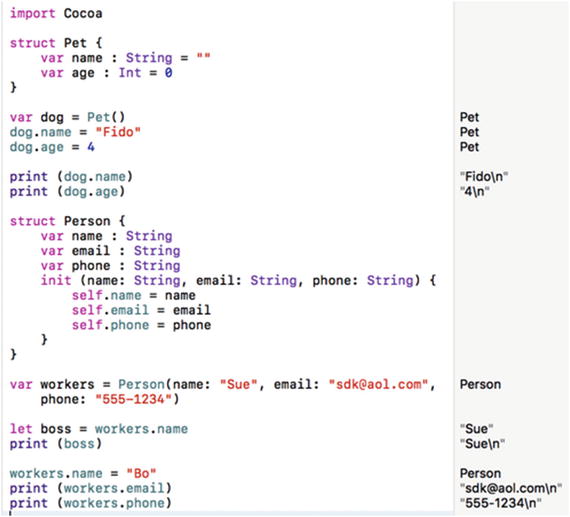 import Cocoa
struct Pet {
var name : String = ""
var age : Int = 0
}
var dog = Pet() Pet
dog.name = "Fido" Pet
dog.age = 4 Pet
print (dog.name) "Fido\n"
print (dog.age) "4\n"
struct Person {
var name : String
var email : String
var phone : String
init (name: String, email: String, phone: String) {
self.name = name
self.email = email
self.phone = phone
}
}
var workers = Person(name: "Sue", email: "sdk@aol.com", Person
phone: "555-1234")
let boss = workers.name "Sue"
print (boss) "Sue\n"
workers.name = "Bo" Person
print (workers.email) "sdk@aol.com\n"
print (workers.phone) "555-1234\n"